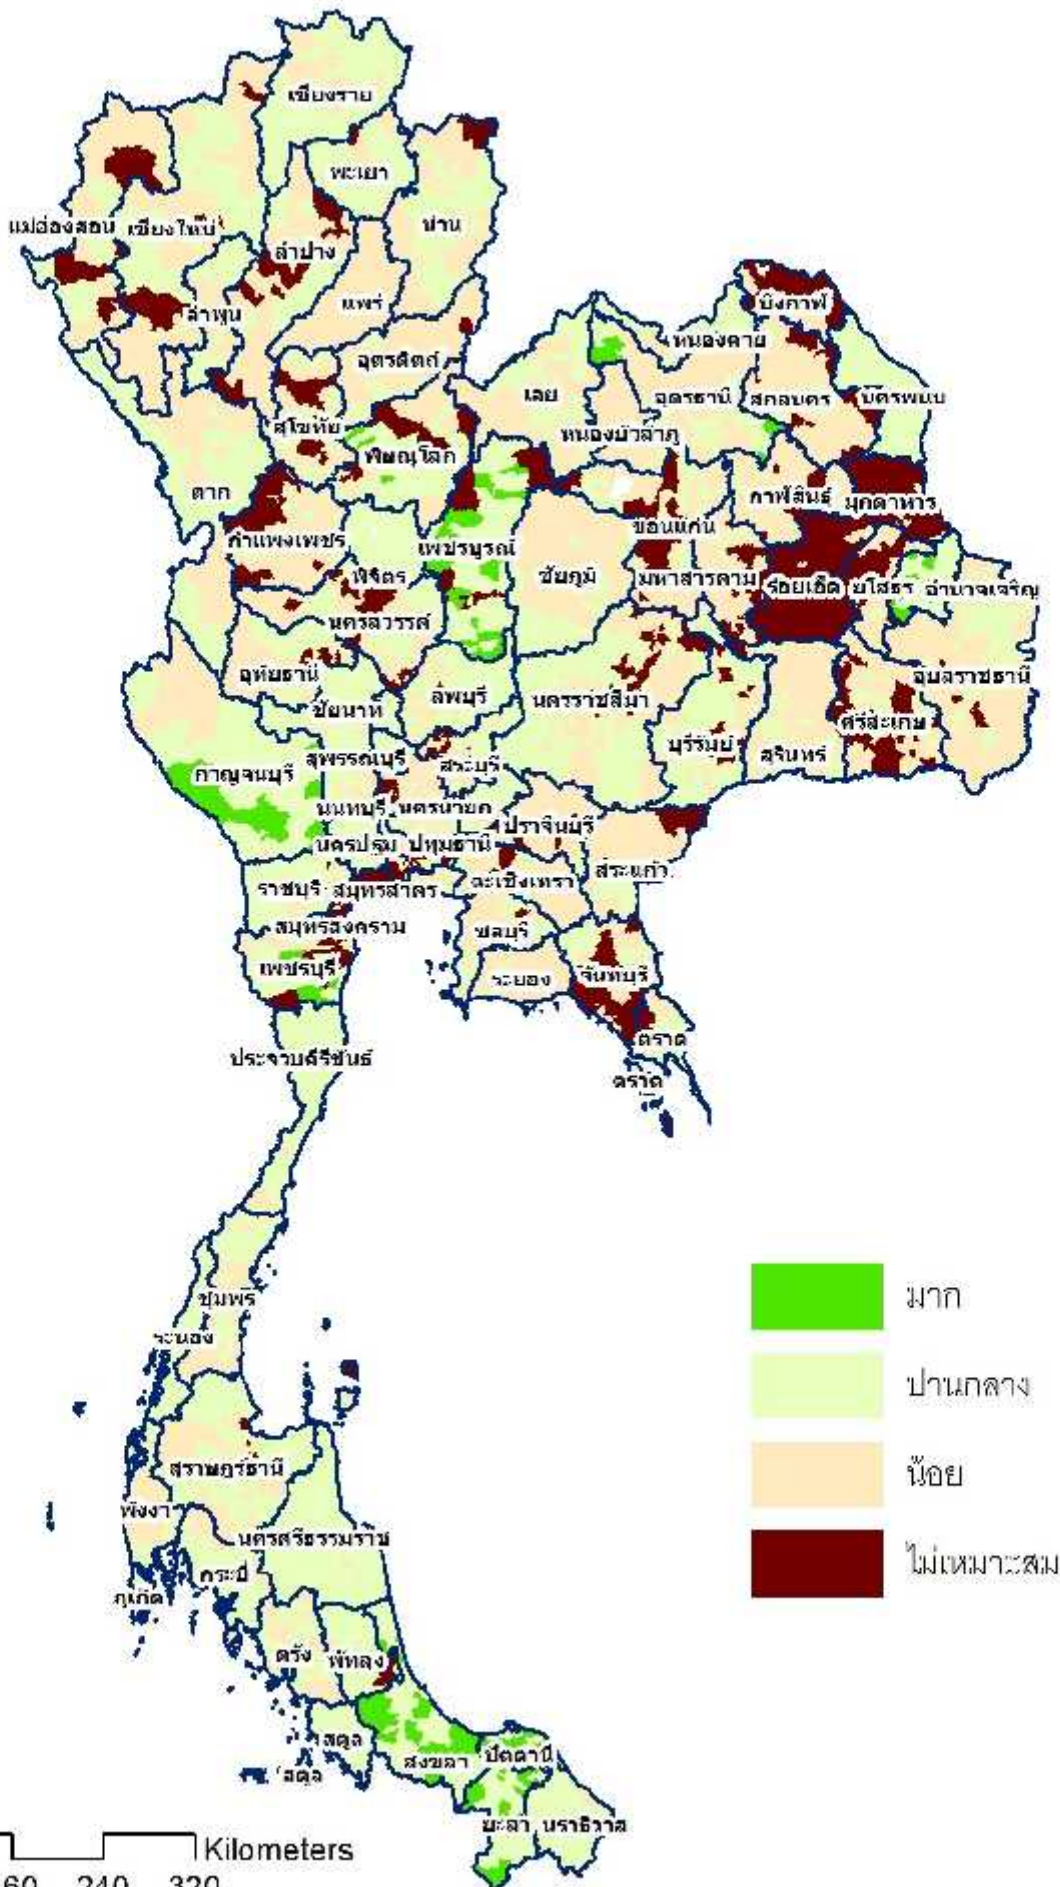 เชียงราย
พะเยา
น่าน
แม่ฮ่องสอน
เชียงใหม่
ลำปาง
แพร่
ลำพูน
บึงกาฬ
หนองคาย
อุตรดิตถ์
เลย
อุดรธานี
สกลนคร
นครพนม
สุโขทัย
พิษณุโลก
หนองบัวลำภู
ตาก
กาฬสินธุ์
มุกดาหาร
กำแพงเพชร
ขอนแก่น
เพชรบูรณ์
พิจิตร
ชัยภูมิ
มหาสารคาม
ร้อยเอ็ด
ยโสธร
อำนาจเจริญ
นครสวรรค์
อุทัยธานี
ลพบุรี
นครราชสีมา
อุบลราชธานี
ชัยนาท
ศรีสะเกษ
บุรีรัมย์
สุรินทร์
สุพรรณบุรี
สระบุรี
กาญจนบุรี
นนทบุรี
นครนายก
ปราจีนบุรี
นครปฐม
ปทุมธานี
สระแก้ว
ราชบุรี
สมุทรสาคร
ฉะเชิงเทรา
สมุทรสงคราม
ชลบุรี
เพชรบุรี
ระยอง
จันทบุรี
ตราด
ประจวบคีรีขันธ์
ตราด
ชุมพร
ระนอง
มาก
ปานกลาง
น้อย
ไม่เหมาะสม
สุราษฎร์ธานี
พังงา
นครศรีธรรมราช
กระบี่
ภูเก็ต
ตรัง
พัทลุง
สตูล
สงขลา
ปัตตานี
สตูล
ยะลา
นราธิวาส
Kilometers
240
320